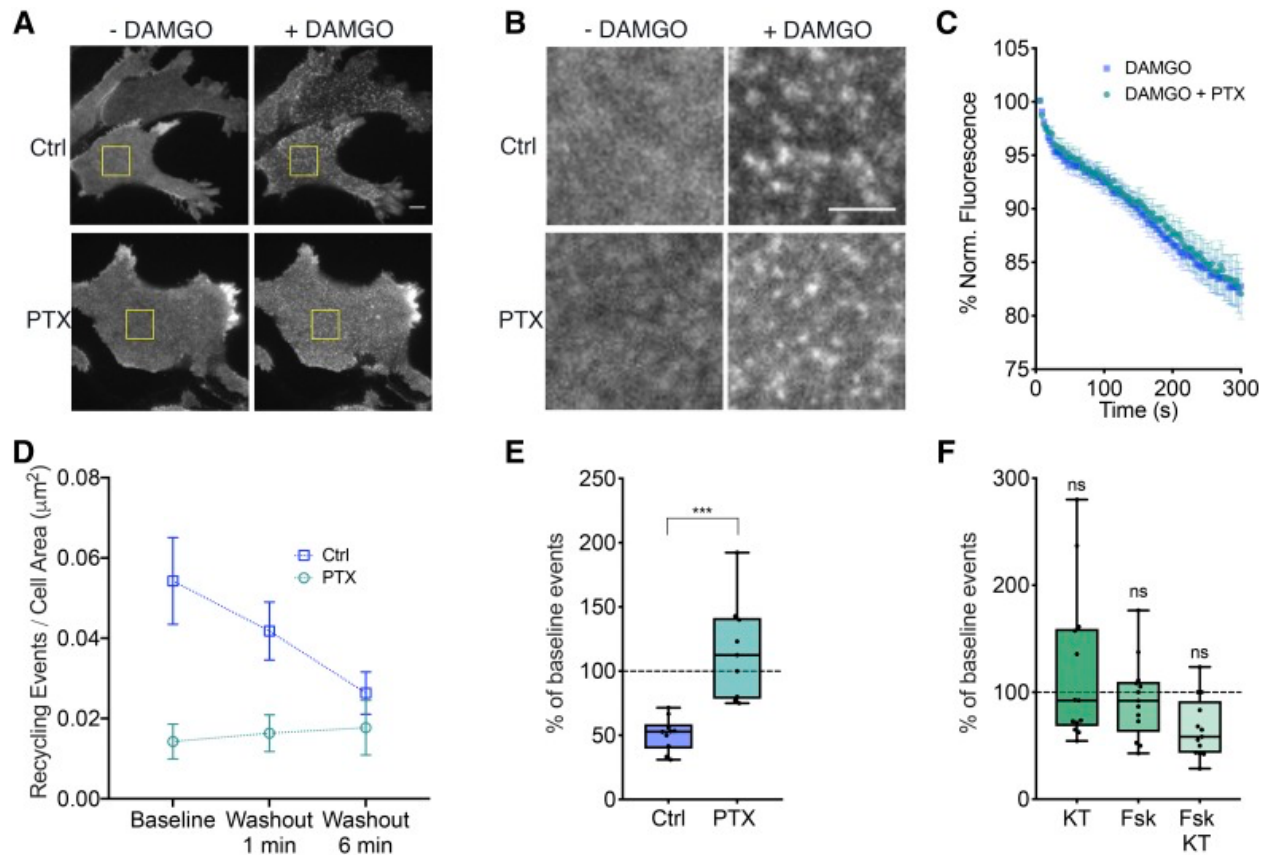 A
- DAMGO
+ DAMGO
Ctrl
PTX
B
- DAMGO
+ DAMGO
Ctrl
PTX
C
% Norm. Fluorescence
105
100
95
90
85
80
75
0
100
200
300
Time (s)
DAMGO
DAMGO + PTX
D
Recycling Events / Cell Area (μm²)
0.08
0.06
0.04
0.02
0.00
Ctrl
PTX
Baseline
Washout
1 min
Washout
6 min
E
% of baseline events
250
200
150
100
50
0
***
Ctrl
PTX
F
% of baseline events
300
200
100
0
ns
ns
ns
KT
Fsk
Fsk
KT